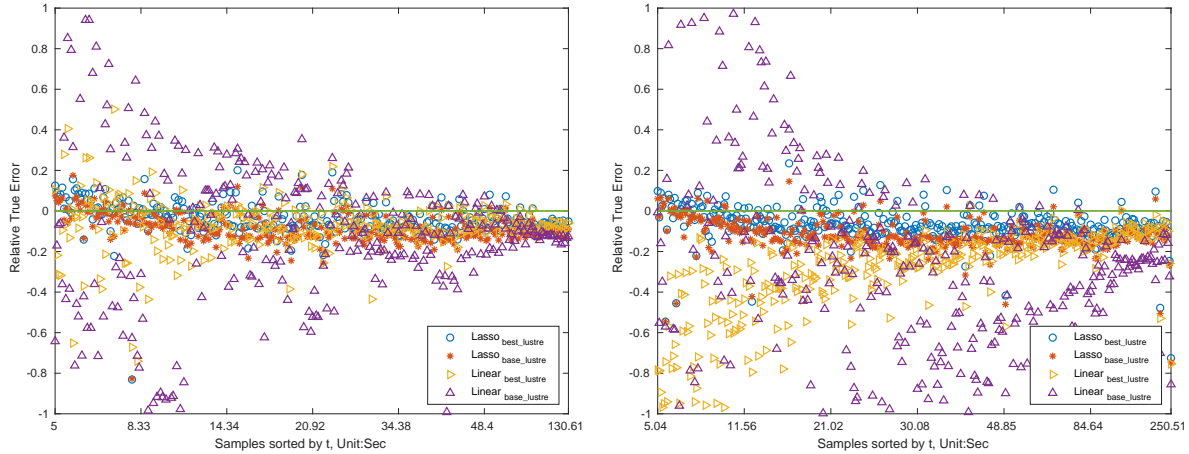 1
0.8
0.6
0.4
0.2
0
-0.2
-0.4
-0.6
-0.8
-1
Relative True Error
5 8.33 14.34 20.92 34.38 48.4 130.61
Samples sorted by t, Unit:Sec
Lasso best_lustre
Lasso base_lustre
Linear best_lustre
Linear base_lustre
1
0.8
0.6
0.4
0.2
0
-0.2
-0.4
-0.6
-0.8
-1
Relative True Error
5.04 11.56 21.02 30.08 48.85 84.64 250.51
Samples sorted by t, Unit:Sec
Lasso best_lustre
Lasso base_lustre
Linear best_lustre
Linear base_lustre